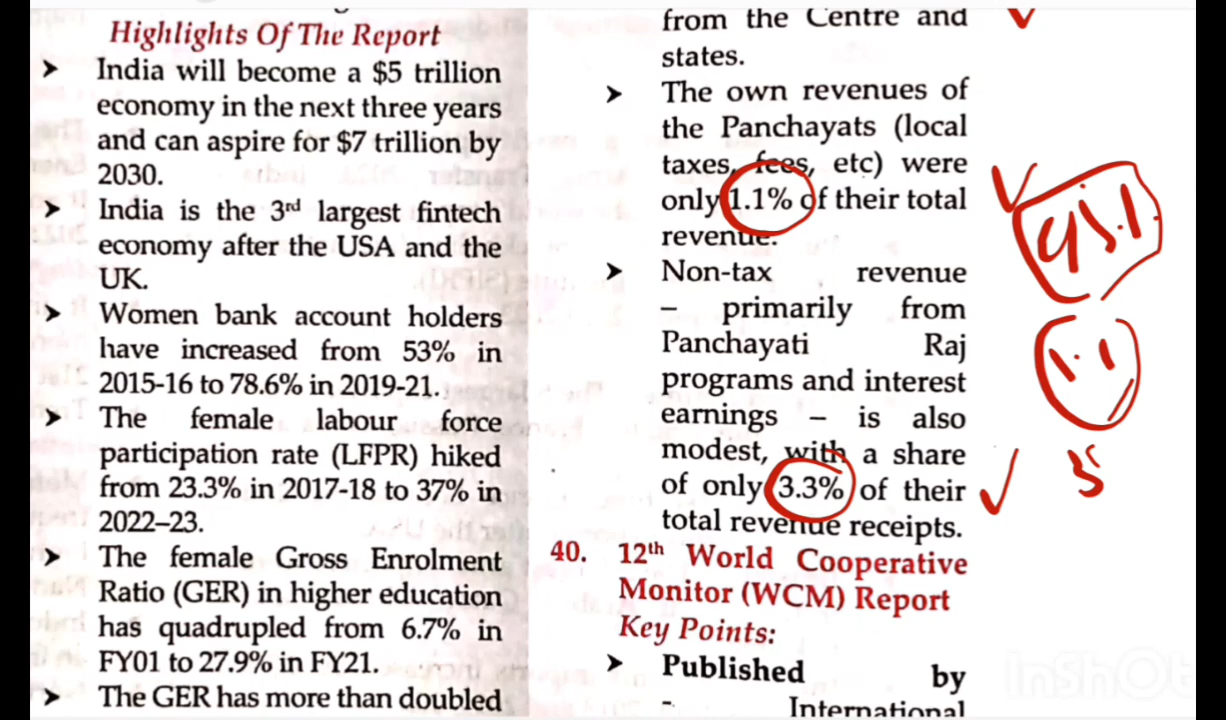 Highlights Of The Report
➤ India will become a $5 trillion
economy in the next three years
and can aspire for $7 trillion by
2030.
➤ India is the 3rd largest fintech
economy after the USA and the
UK.
➤ Women bank account holders
have increased from 53% in
2015-16 to 78.6% in 2019-21.
➤ The female labour force
participation rate (LFPR) hiked
from 23.3% in 2017-18 to 37% in
2022–23.
➤ The female Gross Enrolment
Ratio (GER) in higher education
has quadrupled from 6.7% in
FY01 to 27.9% in FY21.
➤ The GER has more than doubled
from the Centre and
states.
➤ The own revenues of
the Panchayats (local
taxes, fees, etc) were
only 1.1% of their total
revenue.
➤ Non-tax revenue
– primarily from
Panchayati Raj
programs and interest
earnings – is also
modest, with a share
of only 3.3% of their
total revenue receipts.
40. 12th World Cooperative
Monitor (WCM) Report
Key Points:
➤ Published by
- International
95%
1.1
InShOt